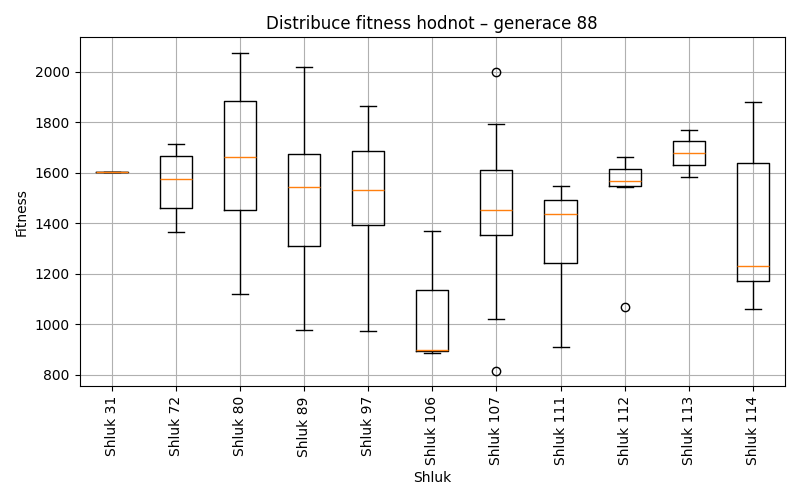 Distribuce fitness hodnot – generace 88
Fitness
2000
1800
1600
1400
1200
1000
800
Shluk 31
Shluk 72
Shluk 80
Shluk 89
Shluk 97
Shluk 106
Shluk 107
Shluk 111
Shluk 112
Shluk 113
Shluk 114
Shluk